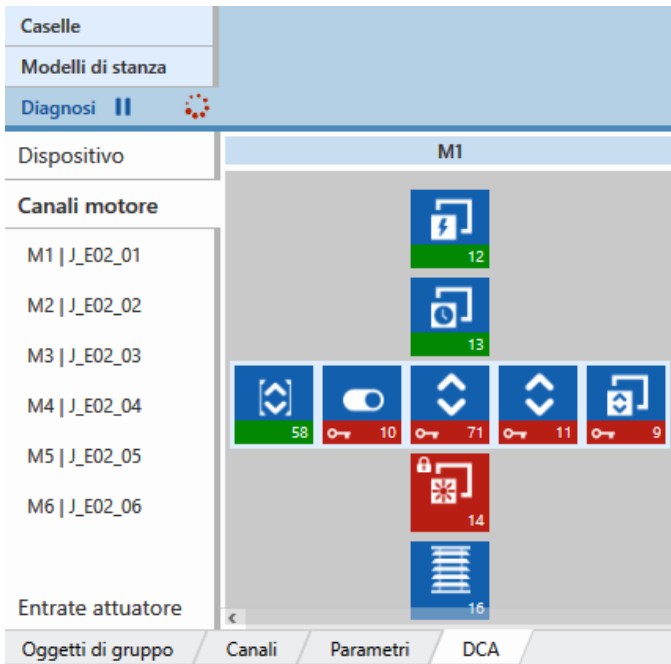 Caselle
Modelli di stanza
Diagnosi
Dispositivo
M1
Canali motore
M1 | J_E02_01
M2 | J_E02_02
M3 | J_E02_03
M4 | J_E02_04
M5 | J_E02_05
M6 | J_E02_06
Entrate attuatore
12
13
58 10 71 11 9
14
16
Oggetti di gruppo Canali Parametri DCA